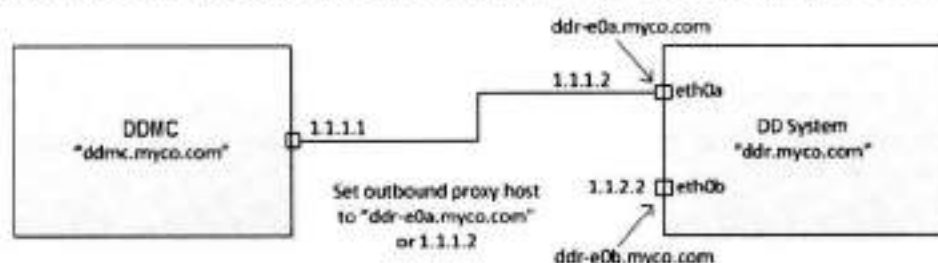 ddr-e0a.myco.com
1.1.1.2
eth0a
DDMC
"ddmc.myco.com"
1.1.1.1
DD System
"ddr.myco.com"
Set outbound proxy host
to "ddr-e0a.myco.com"
or 1.1.1.2
1.1.2.2
eth0b
ddr-e0b.myco.com